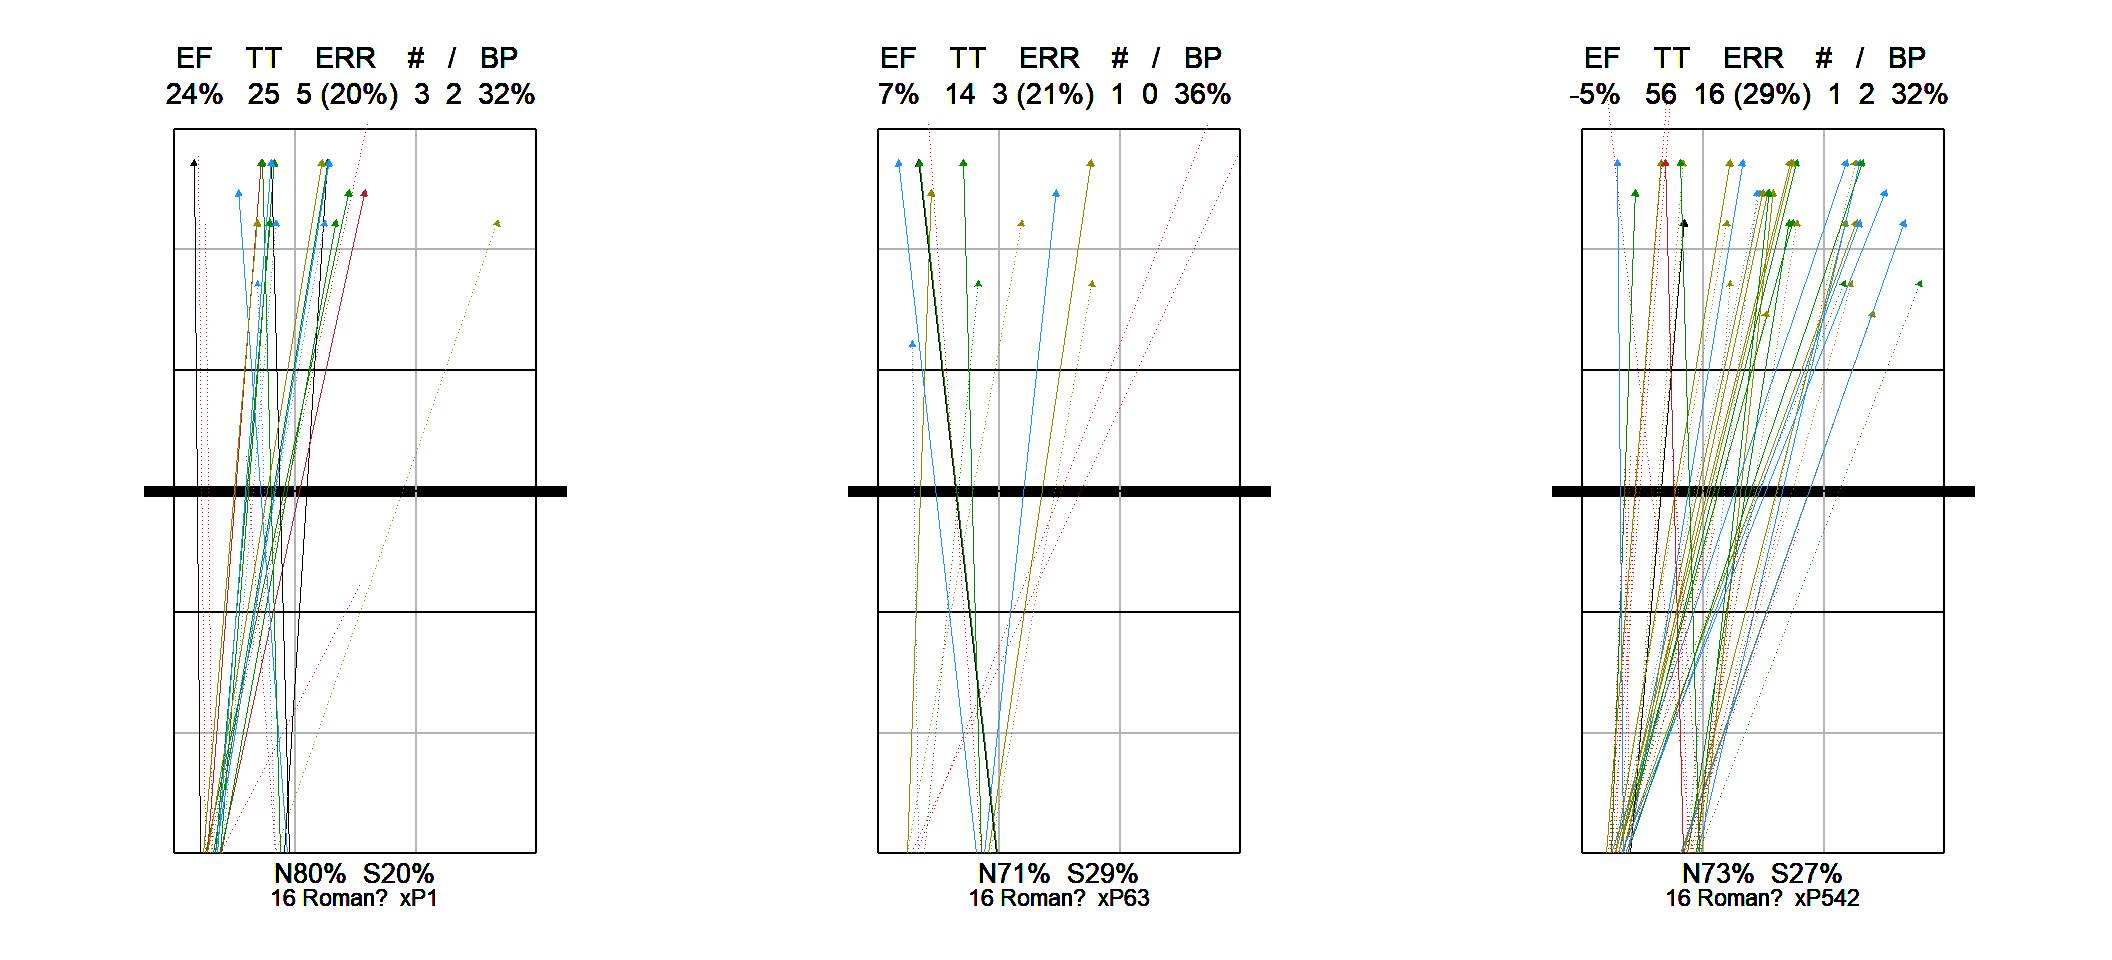 EF TT ERR # / BP
24% 25 5 (20%) 3 2 32%
N80% S20%
16 Roman? xP1
EF TT ERR # / BP
7% 14 3 (21%) 1 0 36%
N71% S29%
16 Roman? xP63
EF TT ERR # / BP
-5% 56 16 (29%) 1 2 32%
N73% S27%
16 Roman? xP542